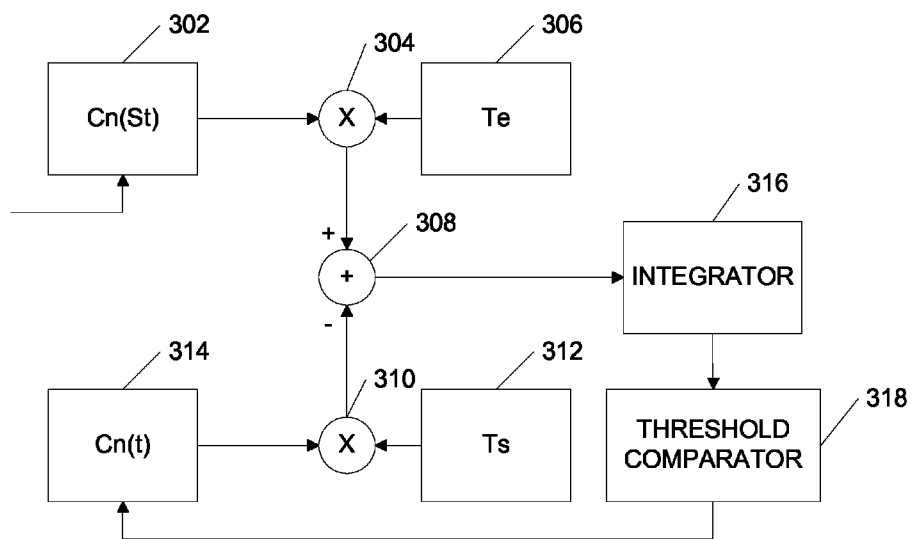 302
304
306
Cn(St)
X
Te
316
+
308
+
INTEGRATOR
-
314
310
312
318
Cn(t)
X
Ts
THRESHOLD
COMPARATOR